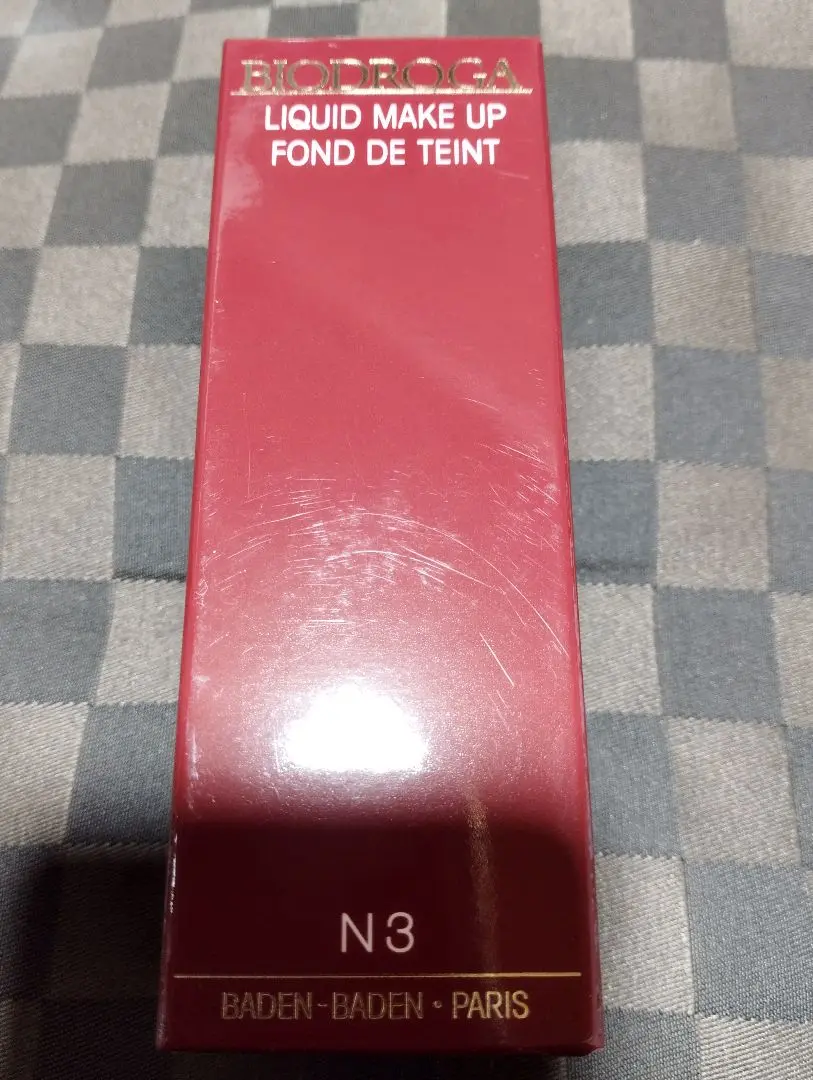 BIODROGA
LIQUID MAKE UP
FOND DE TEINT
N3
BADEN-BADEN • PARIS